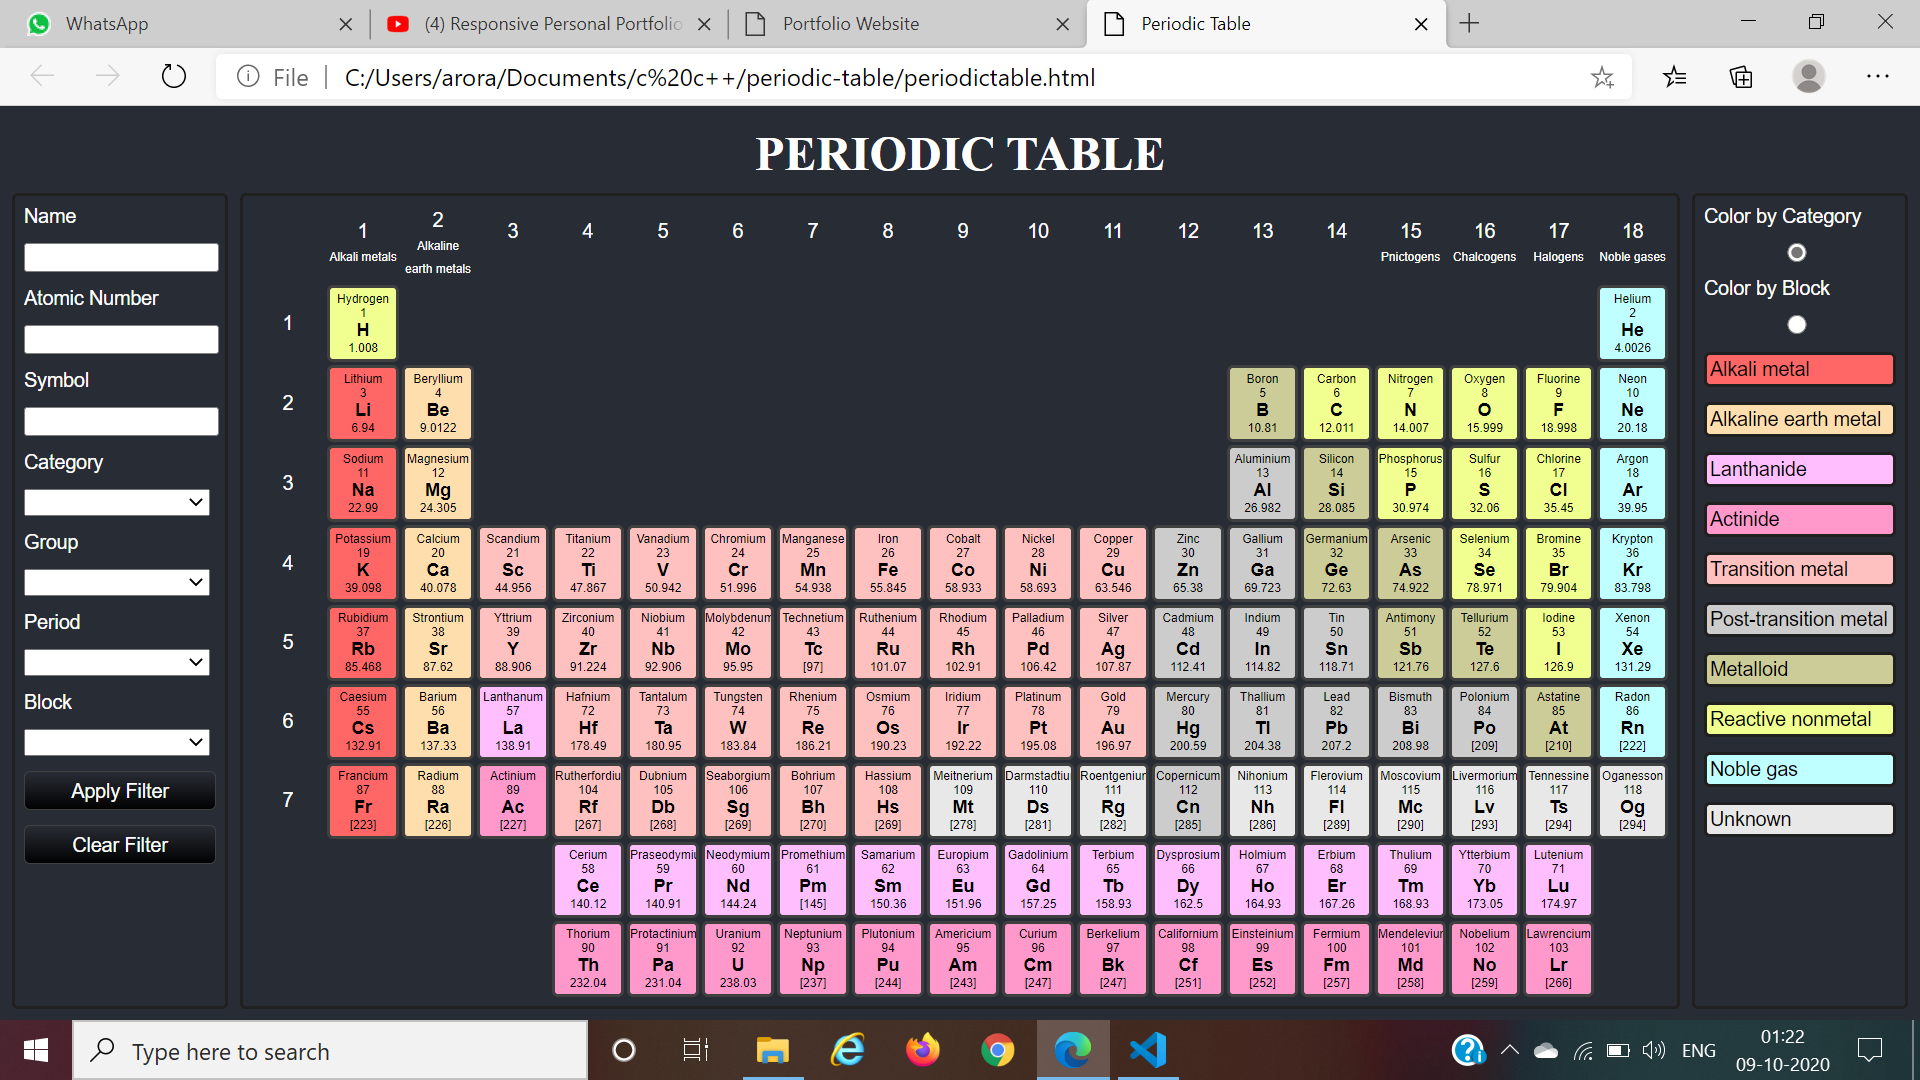 WhatsApp
(4) Responsive Personal Portfolio
Portfolio Website
Periodic Table
File
C:/Users/arora/Documents/c%20c++/periodic-table/periodictable.html
PERIODIC TABLE
Name
Atomic Number
Symbol
Category
Group
Period
Block
Apply Filter
Clear Filter
1 Alkali metals
2 Alkaline earth metals
3 4 5 6 7 8 9 10 11 12 13 14
15 Pnictogens
16 Chalcogens
17 Halogens
18 Noble gases
1
Hydrogen 1 H 1.008
Helium 2 He 4.0026
2
Lithium 3 Li 6.94
Beryllium 4 Be 9.0122
Boron 5 B 10.81
Carbon 6 C 12.011
Nitrogen 7 N 14.007
Oxygen 8 O 15.999
Fluorine 9 F 18.998
Neon 10 Ne 20.18
3
Sodium 11 Na 22.99
Magnesium 12 Mg 24.305
Aluminium 13 Al 26.982
Silicon 14 Si 28.085
Phosphorus 15 P 30.974
Sulfur 16 S 32.06
Chlorine 17 Cl 35.45
Argon 18 Ar 39.95
4
Potassium 19 K 39.098
Calcium 20 Ca 40.078
Scandium 21 Sc 44.956
Titanium 22 Ti 47.867
Vanadium 23 V 50.942
Chromium 24 Cr 51.996
Manganese 25 Mn 54.938
Iron 26 Fe 55.845
Cobalt 27 Co 58.933
Nickel 28 Ni 58.693
Copper 29 Cu 63.546
Zinc 30 Zn 65.38
Gallium 31 Ga 69.723
Germanium 32 Ge 72.63
Arsenic 33 As 74.922
Selenium 34 Se 78.971
Bromine 35 Br 79.904
Krypton 36 Kr 83.798
5
Rubidium 37 Rb 85.468
Strontium 38 Sr 87.62
Yttrium 39 Y 88.906
Zirconium 40 Zr 91.224
Niobium 41 Nb 92.906
Molybdenum 42 Mo 95.95
Technetium 43 Tc [97]
Ruthenium 44 Ru 101.07
Rhodium 45 Rh 102.91
Palladium 46 Pd 106.42
Silver 47 Ag 107.87
Cadmium 48 Cd 112.41
Indium 49 In 114.82
Tin 50 Sn 118.71
Antimony 51 Sb 121.76
Tellurium 52 Te 127.6
Iodine 53 I 126.9
Xenon 54 Xe 131.29
6
Caesium 55 Cs 132.91
Barium 56 Ba 137.33
Lanthanum 57 La 138.91
Hafnium 72 Hf 178.49
Tantalum 73 Ta 180.95
Tungsten 74 W 183.84
Rhenium 75 Re 186.21
Osmium 76 Os 190.23
Iridium 77 Ir 192.22
Platinum 78 Pt 195.08
Gold 79 Au 196.97
Mercury 80 Hg 200.59
Thallium 81 Tl 204.38
Lead 82 Pb 207.2
Bismuth 83 Bi 208.98
Polonium 84 Po [209]
Astatine 85 At [210]
Radon 86 Rn [222]
7
Francium 87 Fr [223]
Radium 88 Ra [226]
Actinium 89 Ac [227]
Rutherfordiu 104 Rf [267]
Dubnium 105 Db [268]
Seaborgium 106 Sg [269]
Bohrium 107 Bh [270]
Hassium 108 Hs [269]
Meitnerium 109 Mt [278]
Darmstadtiu 110 Ds [281]
Roentgeniur 111 Rg [282]
Copernicum 112 Cn [285]
Nihonium 113 Nh [286]
Flerovium 114 Fl [289]
Moscovium 115 Mc [290]
Livermorium 116 Lv [293]
Tennessine 117 Ts [294]
Oganesson 118 Og [294]
Cerium 58 Ce 140.12
Praseodymiu 59 Pr 140.91
Neodymium 60 Nd 144.24
Promethium 61 Pm [145]
Samarium 62 Sm 150.36
Europium 63 Eu 151.96
Gadolinium 64 Gd 157.25
Terbium 65 Tb 158.93
Dysprosium 66 Dy 162.5
Holmium 67 Ho 164.93
Erbium 68 Er 167.26
Thulium 69 Tm 168.93
Ytterbium 70 Yb 173.05
Lutenium 71 Lu 174.97
Thorium 90 Th 232.04
Protactinium 91 Pa 231.04
Uranium 92 U 238.03
Neptunium 93 Np [237]
Plutonium 94 Pu [244]
Americium 95 Am [243]
Curium 96 Cm [247]
Berkelium 97 Bk [247]
Californium 98 Cf [251]
Einsteinium 99 Es [252]
Fermium 100 Fm [257]
Mendeleviur 101 Md [258]
Nobelium 102 No [259]
Lawrencium 103 Lr [266]
Color by Category
Color by Block
Alkali metal
Alkaline earth metal
Lanthanide
Actinide
Transition metal
Post-transition metal
Metalloid
Reactive nonmetal
Noble gas
Unknown
Type here to search
ENG
01:22
09-10-2020